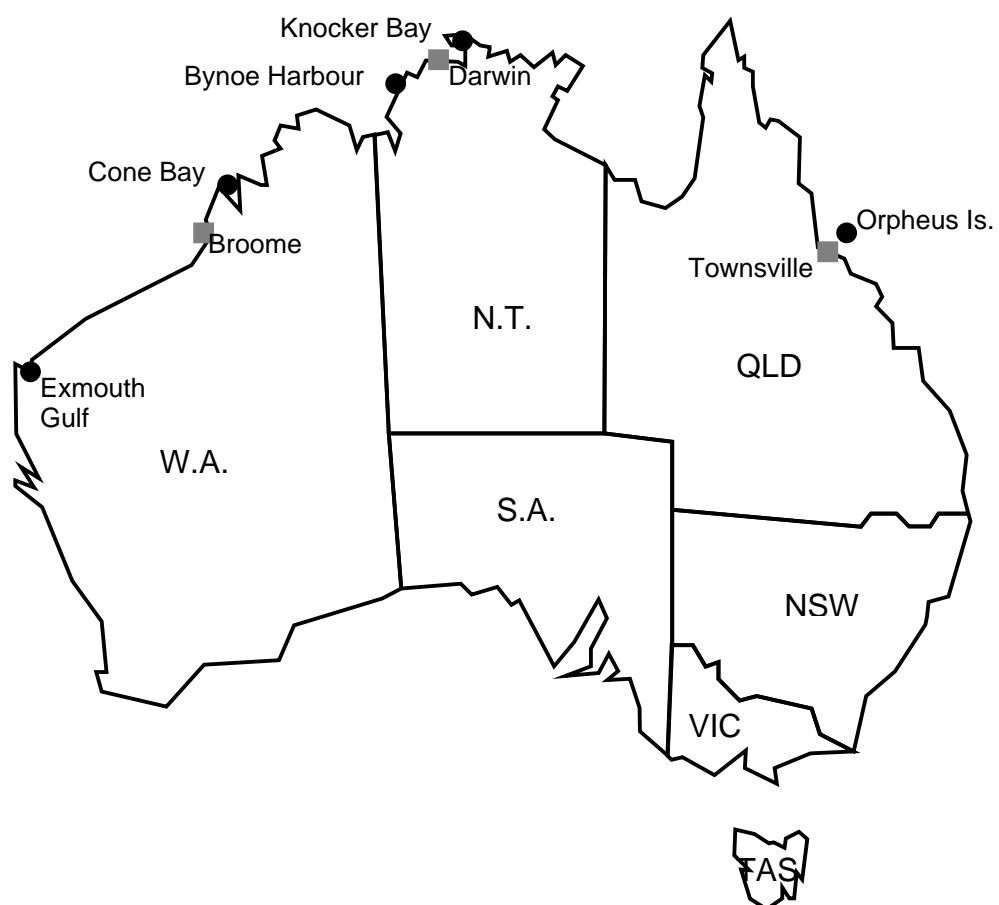 Knocker Bay
Bynoe Harbour
Darwin
Cone Bay
Orpheus Is.
Broome
Townsville
N.T.
QLD
Exmouth
Gulf
W.A.
S.A.
NSW
VIC
TAS